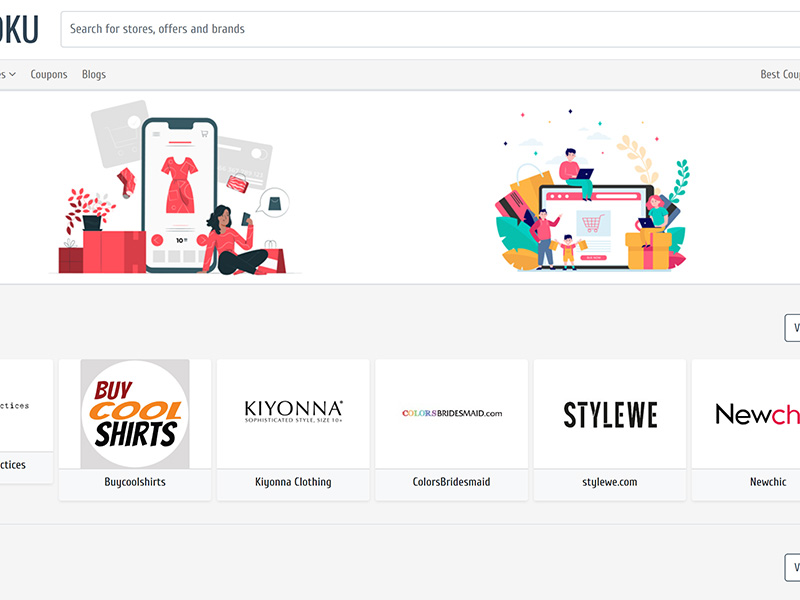 OKU
Search for stores, offers and brands
es
Coupons
Blogs
Best Cou
10
V
ctices
BUY
COOL
SHIRTS
KIYONNA
SOPHISTICATED STYLE, SIZE 10+
COLORSBRIDESMAID.com
STYLEWE
Newch
ctices
Buycoolshirts
Kiyonna Clothing
ColorsBridesmaid
stylewe.com
Newchic
V